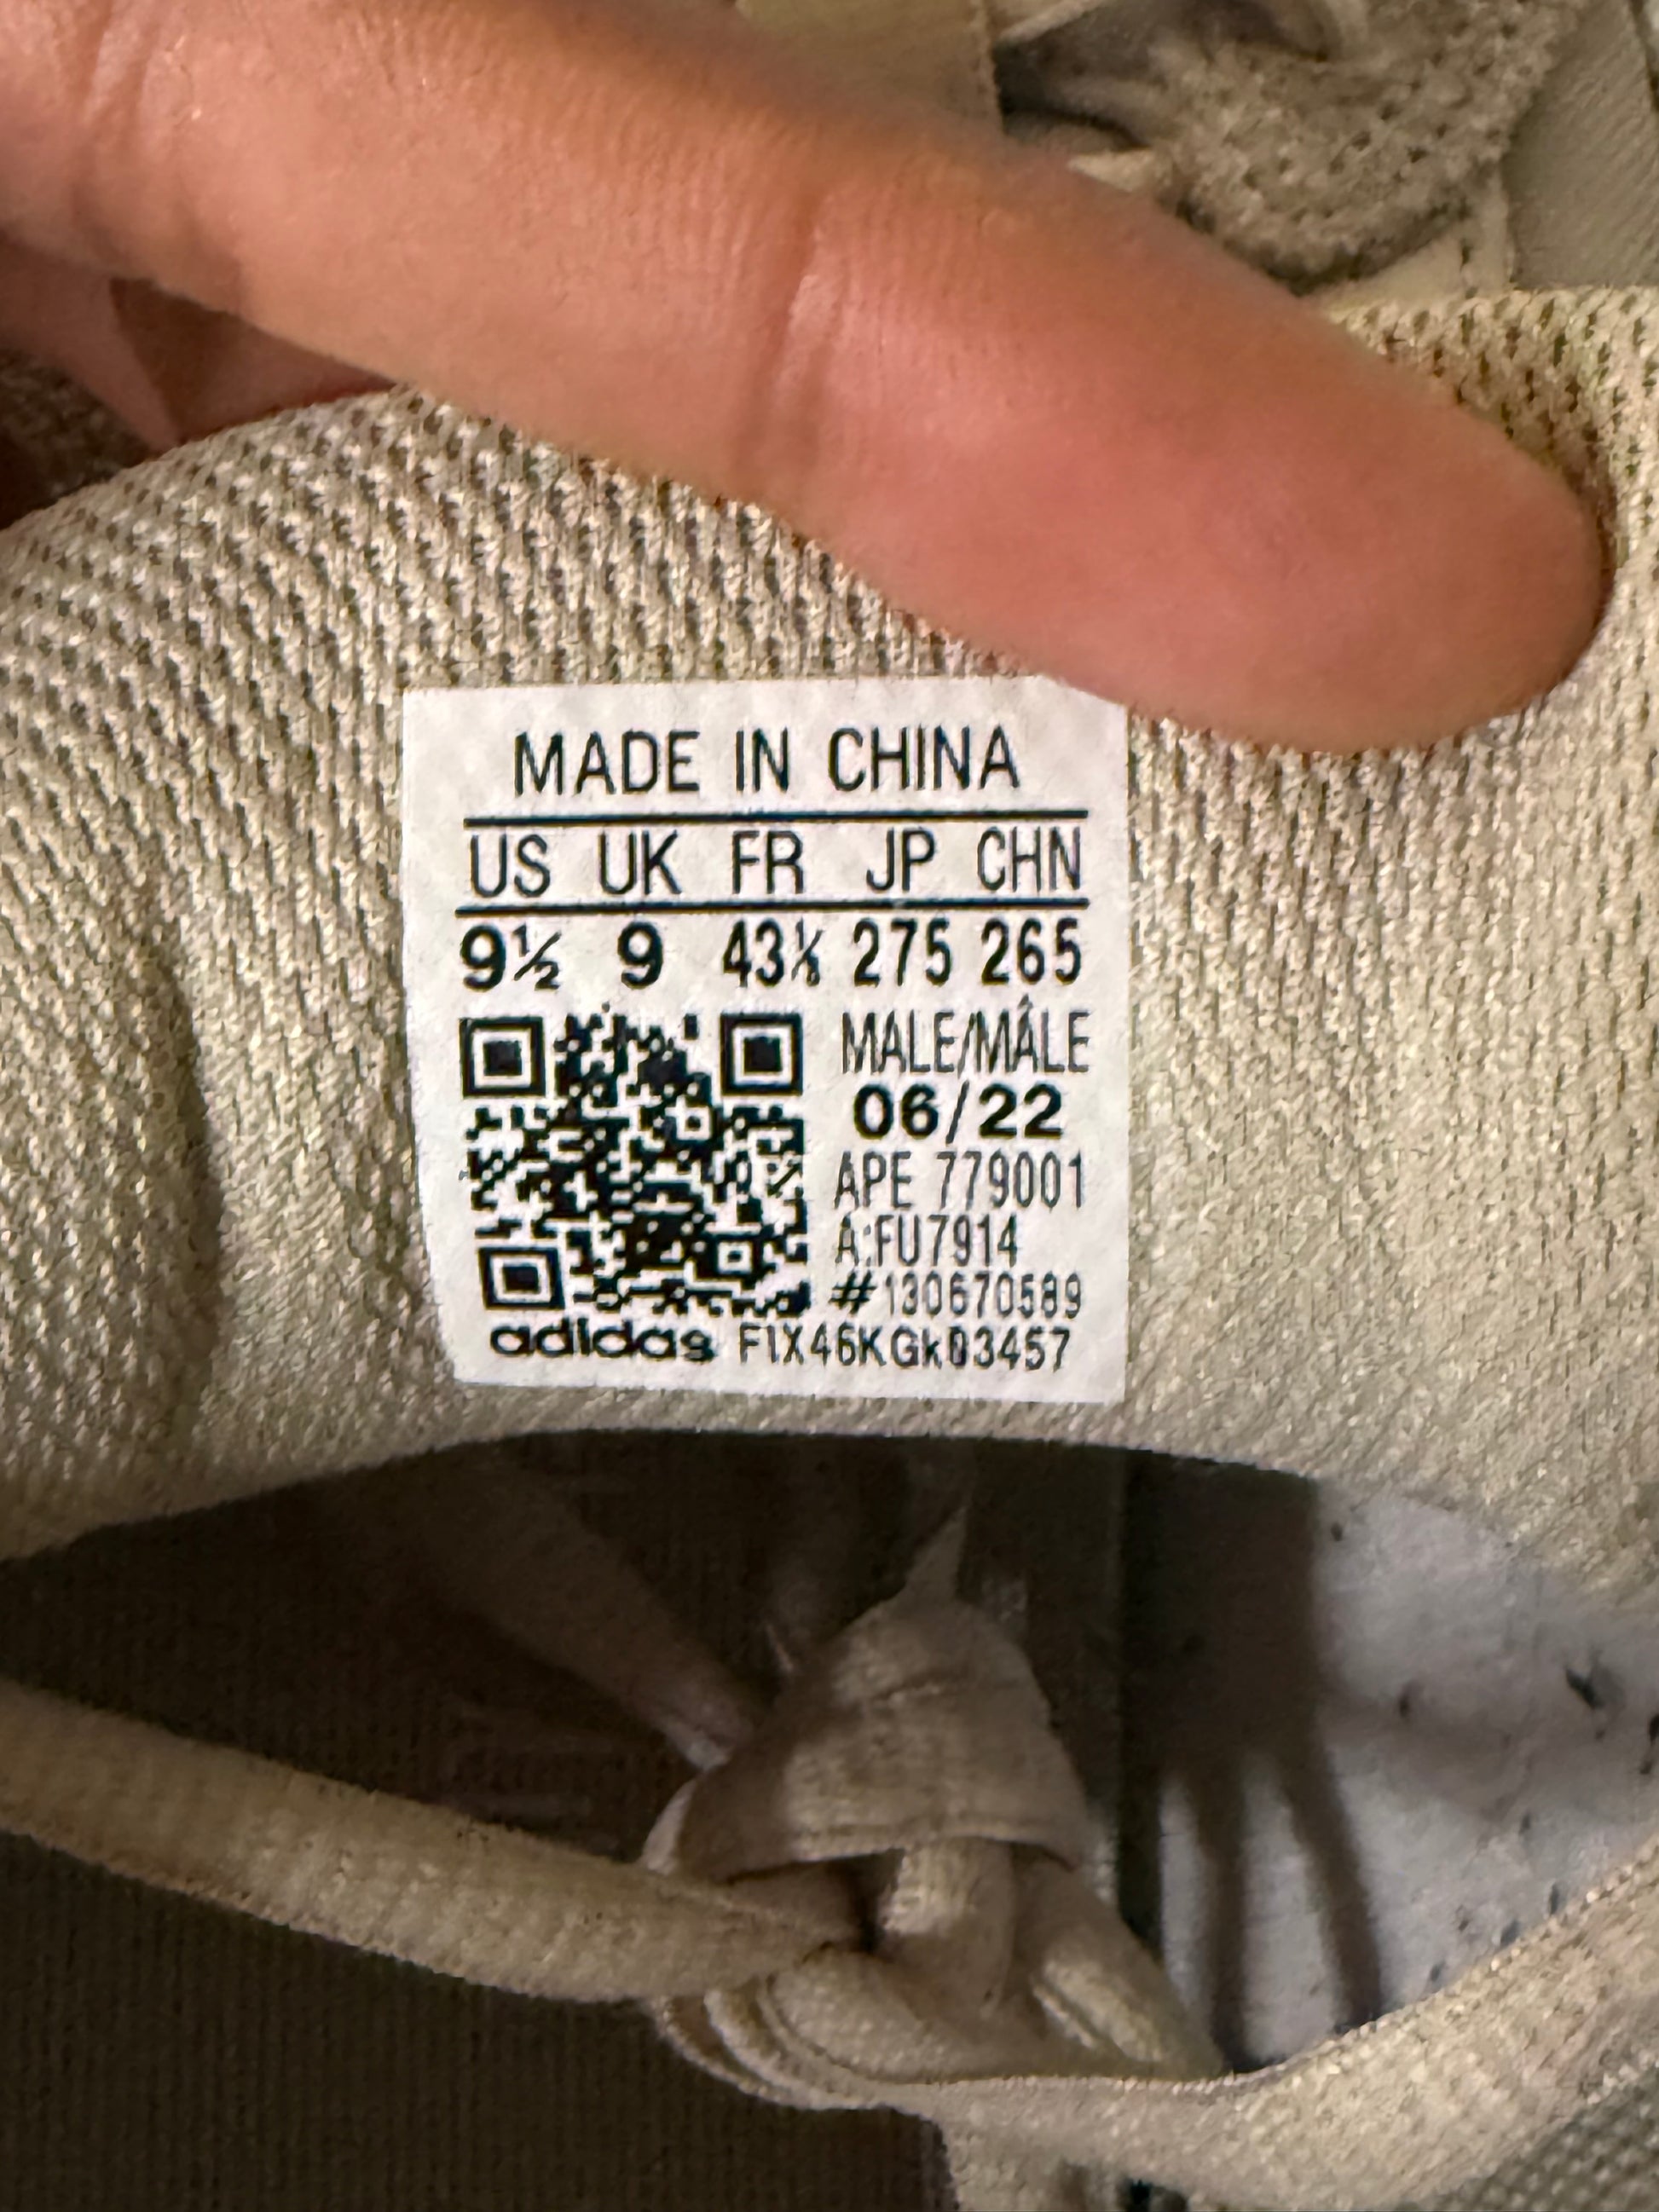 MADE IN CHINA
US UK FR JP CHN
9½ 9 43⅓ 275 265
MALE/MÂLE
06/22
APE 779001
A:FU7914
#130670589
adidas F1X46KGk03457